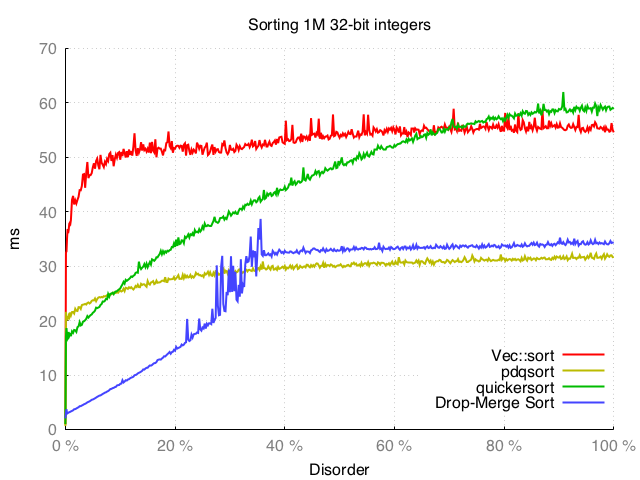 Sorting 1M 32-bit integers
70
60
50
40
30
20
10
0
ms
Vec::sort
pdqsort
quickersort
Drop-Merge Sort
0 % 20 % 40 % 60 % 80 % 100 %
Disorder